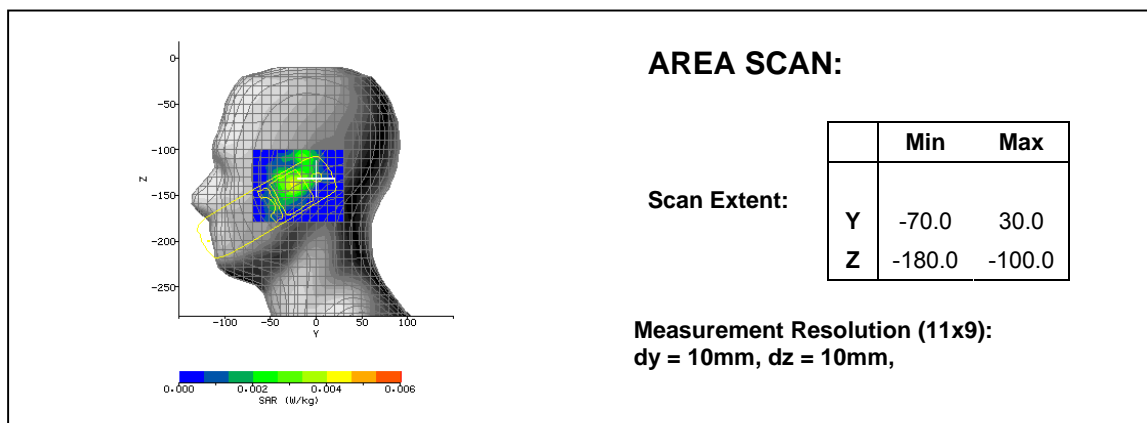 AREA SCAN:
Min Max
Scan Extent:
Y -70.0 30.0
Z -180.0 -100.0
Measurement Resolution (11x9):
dy = 10mm, dz = 10mm,
0
-50
-100
-150
-200
-250
Z
-100 -50 0 50 100
Y
0.000 0.002 0.004 0.006
SAR (W/kg)